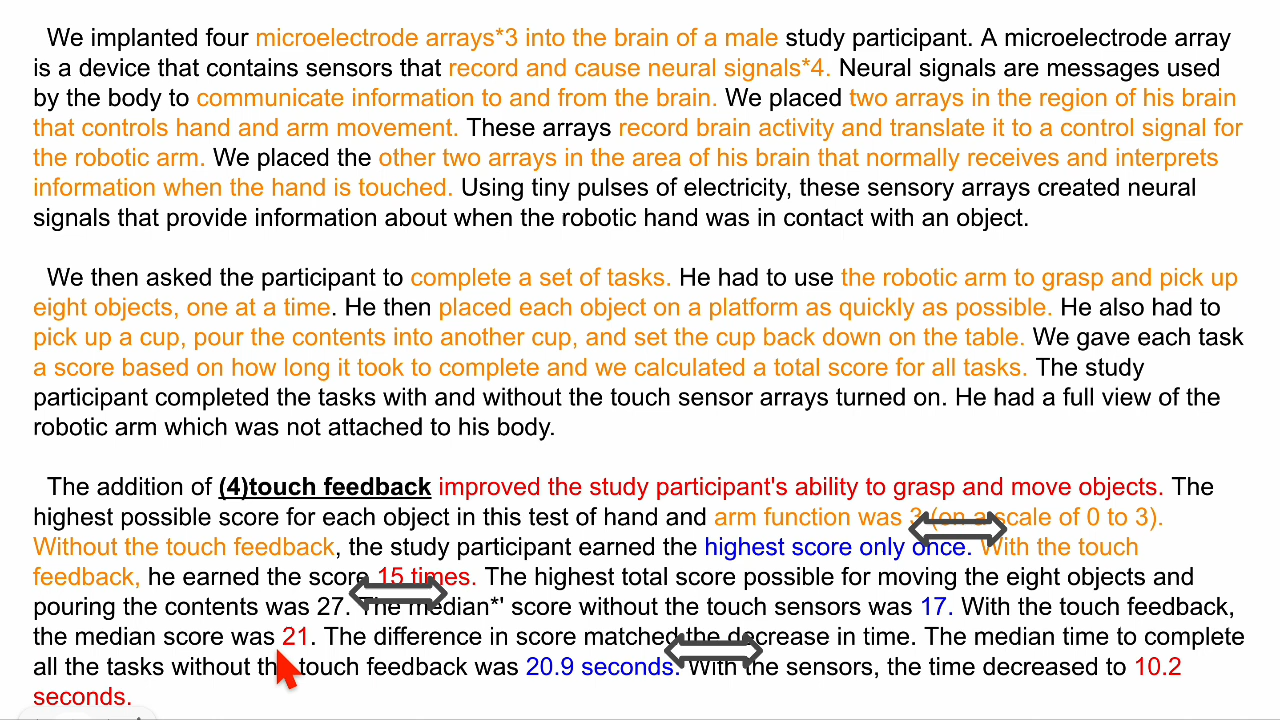 We implanted four microelectrode arrays*3 into the brain of a male study participant. A microelectrode array
is a device that contains sensors that record and cause neural signals*4. Neural signals are messages used
by the body to communicate information to and from the brain. We placed two arrays in the region of his brain
that controls hand and arm movement. These arrays record brain activity and translate it to a control signal for
the robotic arm. We placed the other two arrays in the area of his brain that normally receives and interprets
information when the hand is touched. Using tiny pulses of electricity, these sensory arrays created neural
signals that provide information about when the robotic hand was in contact with an object.
We then asked the participant to complete a set of tasks. He had to use the robotic arm to grasp and pick up
eight objects, one at a time. He then placed each object on a platform as quickly as possible. He also had to
pick up a cup, pour the contents into another cup, and set the cup back down on the table. We gave each task
a score based on how long it took to complete and we calculated a total score for all tasks. The study
participant completed the tasks with and without the touch sensor arrays turned on. He had a full view of the
robotic arm which was not attached to his body.
The addition of (4)touch feedback improved the study participant's ability to grasp and move objects. The
highest possible score for each object in this test of hand and arm function was 3 (on a scale of 0 to 3).
Without the touch feedback, the study participant earned the highest score only once. With the touch
feedback, he earned the score 15 times. The highest total score possible for moving the eight objects and
pouring the contents was 27. The median*' score without the touch sensors was 17. With the touch feedback,
the median score was 21. The difference in score matched the decrease in time. The median time to complete
all the tasks without the touch feedback was 20.9 seconds. With the sensors, the time decreased to 10.2
seconds.